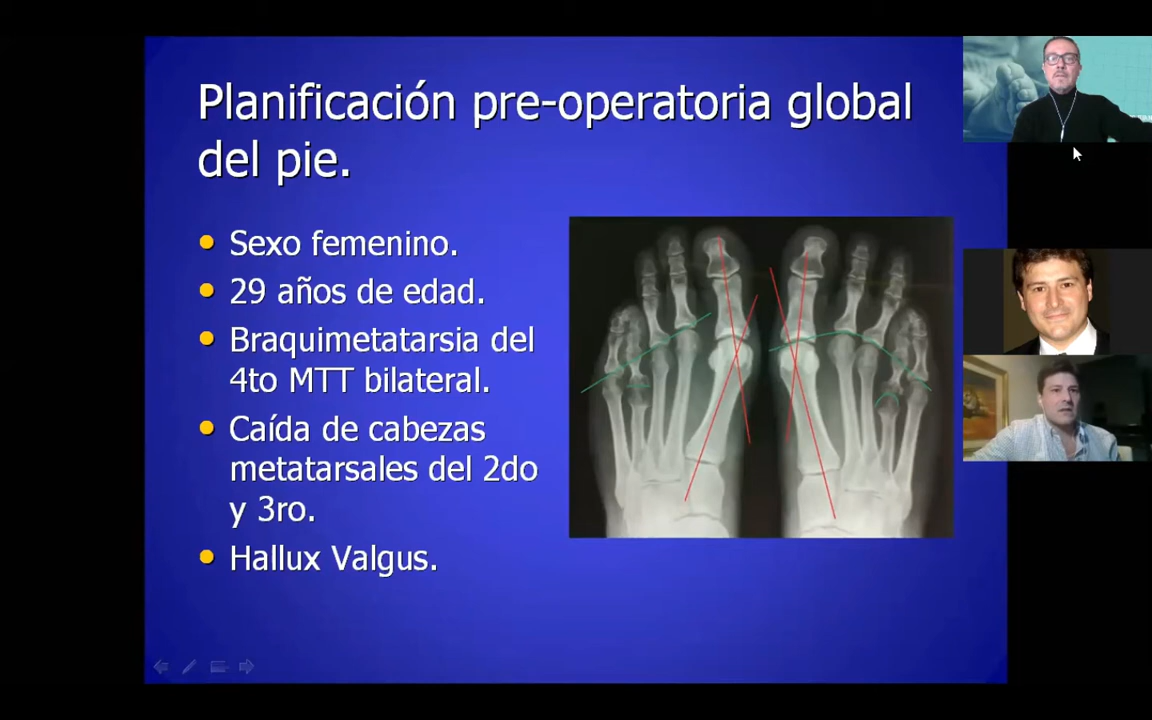 Planificación pre-operatoria global
del pie.
Sexo femenino.
29 años de edad.
Braquimetatarsia del
4to MTT bilateral.
Caída de cabezas
metatarsales del 2do
y 3ro.
Hallux Valgus.